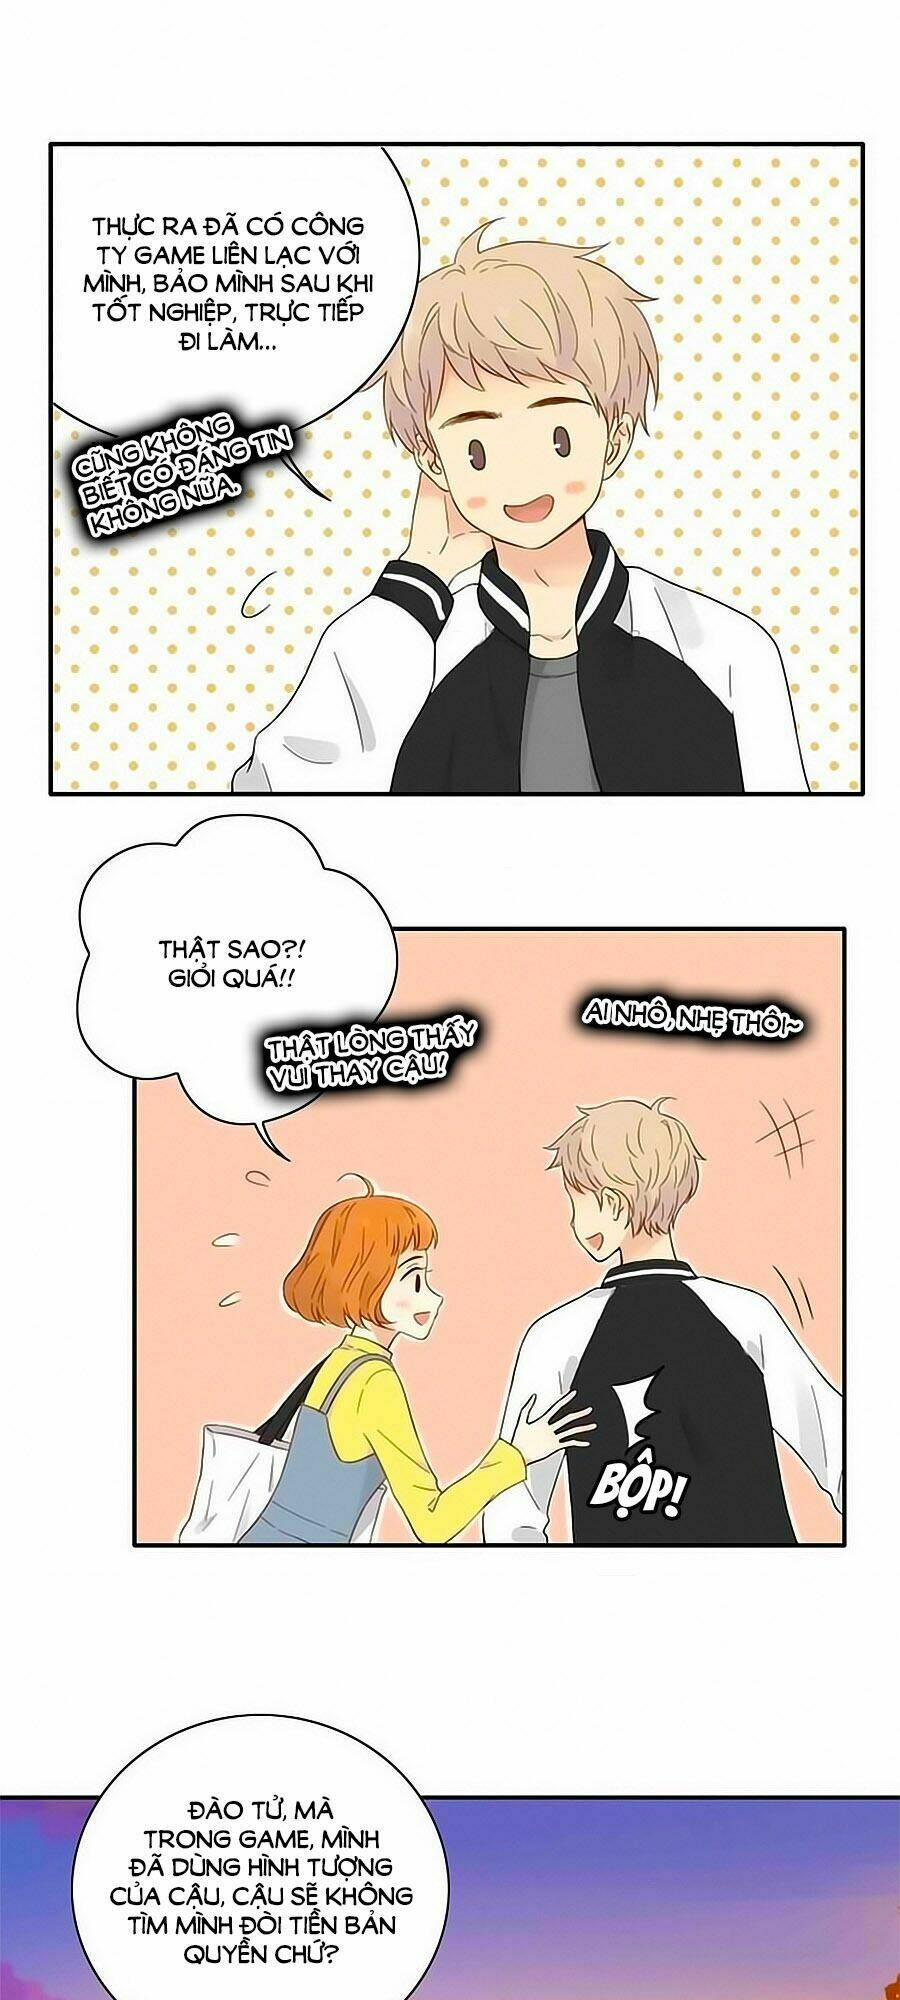 THỰC RA ĐÃ CÓ CÔNG
TY GAME LIÊN LẠC VỚI
MÌNH, BẢO MÌNH SAU KHI
TỐT NGHIỆP, TRỰC TIẾP
ĐI LÀM...
CŨNG KHÔNG
BIẾT CÓ ĐÁNG TIN
KHÔNG NỮA.
THẬT SAO?!
GIỎI QUÁ!!
THẬT LÒNG THẤY
VUI THAY CẬU!
AI NHÔ, NHẸ THÔI~
BỘP!
ĐÀO TỬ, MÀ
TRONG GAME, MÌNH
ĐÃ DÙNG HÌNH TƯỢNG
CỦA CẬU, CẬU SẼ KHÔNG
TÌM MÌNH ĐÒI TIỀN BẢN
QUYỀN CHỨ?